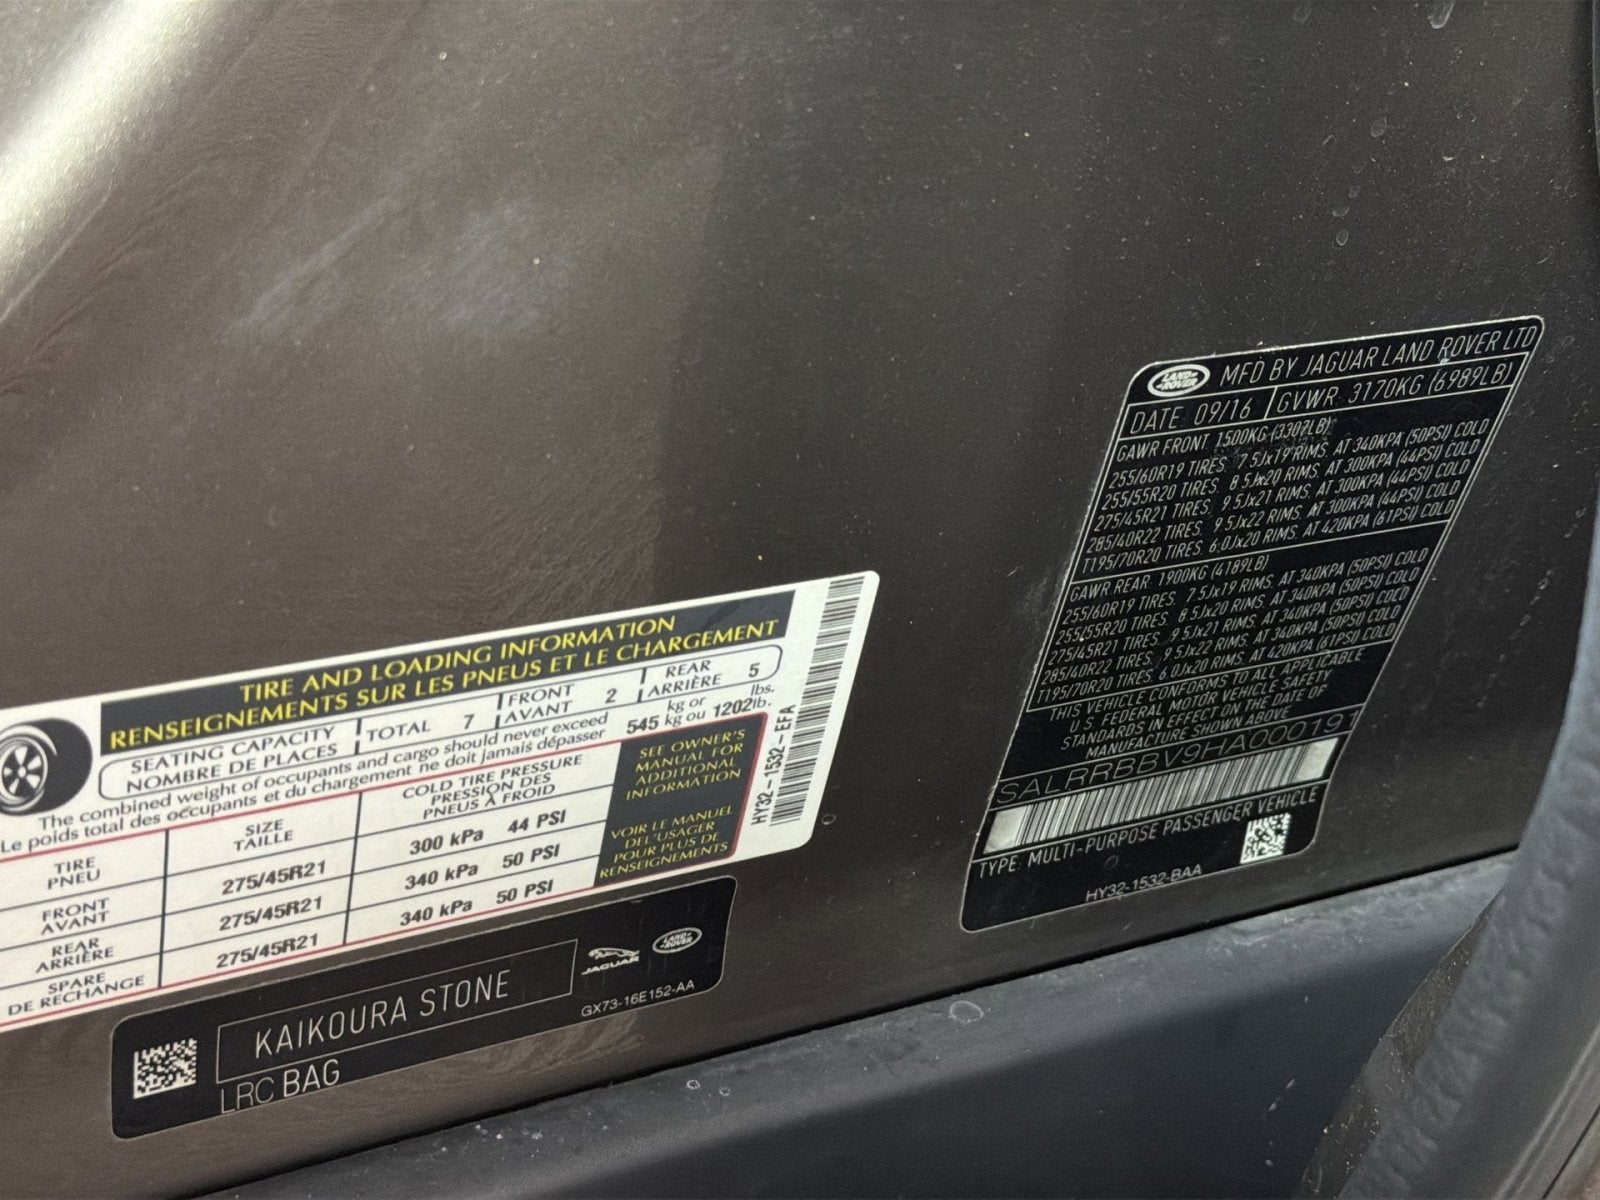 TIRE AND LOADING INFORMATION
RENSEIGNEMENTS SUR LES PNEUS ET LE CHARGEMENT
SEATING CAPACITY
NOMBRE DE PLACES
TOTAL 7
FRONT
AVANT 2
REAR
ARRIÈRE 5
The combined weight of occupants and cargo should never exceed 545 kg or 1202 lbs.
Le poids total des occupants et du chargement ne doit jamais dépasser 545 kg ou 1202 lb.
TIRE
PNEU
SIZE
TAILLE
COLD TIRE PRESSURE
PRESSION DES
PNEUS À FROID
FRONT
AVANT
275/45R21
300 kPa 44 PSI
REAR
ARRIÈRE
275/45R21
340 kPa 50 PSI
SPARE
DE RECHANGE
275/45R21
340 kPa 50 PSI
SEE OWNER'S
MANUAL FOR
ADDITIONAL
INFORMATION
VOIR LE MANUEL
DEL'USAGER
POUR PLUS DE
RENSEIGNEMENTS
HY32-1532-EFA
KAIKOURA STONE
LRC BAG
JAGUAR
LAND ROVER
GX73-16E152-AA
LAND ROVER
MFD BY JAGUAR LAND ROVER LTD
DATE 09/16 GVWR 3170KG (6989LB)
GAWR FRONT 1500KG (3307LB)
255/60R19 TIRES 7.5Jx19 RIMS AT 340KPA (50PSI) COLD
255/55R20 TIRES 8.5Jx20 RIMS AT 300KPA (44PSI) COLD
275/45R21 TIRES 9.5Jx21 RIMS AT 300KPA (44PSI) COLD
285/40R22 TIRES 9.5Jx22 RIMS AT 300KPA (44PSI) COLD
T195/70R20 TIRES 6.0Jx20 RIMS AT 420KPA (61PSI) COLD
GAWR REAR 1900KG (4189LB)
255/60R19 TIRES 7.5Jx19 RIMS AT 340KPA (50PSI) COLD
255/55R20 TIRES 8.5Jx20 RIMS AT 340KPA (50PSI) COLD
275/45R21 TIRES 9.5Jx21 RIMS AT 340KPA (50PSI) COLD
285/40R22 TIRES 9.5Jx22 RIMS AT 340KPA (50PSI) COLD
T195/70R20 TIRES 6.0Jx20 RIMS AT 420KPA (61PSI) COLD
THIS VEHICLE CONFORMS TO ALL APPLICABLE
U.S. FEDERAL MOTOR VEHICLE SAFETY
STANDARDS IN EFFECT ON THE DATE OF
MANUFACTURE SHOWN ABOVE
SALRRBBV9HA000191
TYPE: MULTI-PURPOSE PASSENGER VEHICLE
HY32-1532-BAA